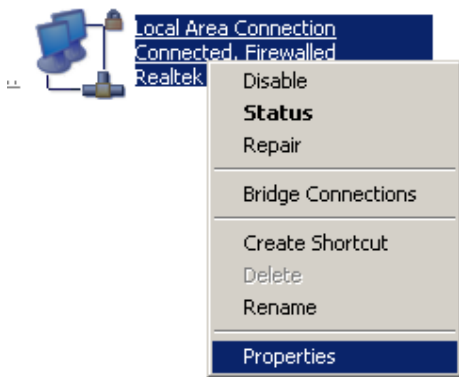 Local Area Connection
Connected, Firewalled
Realtek
Disable
Status
Repair
Bridge Connections
Create Shortcut
Delete
Rename
Properties